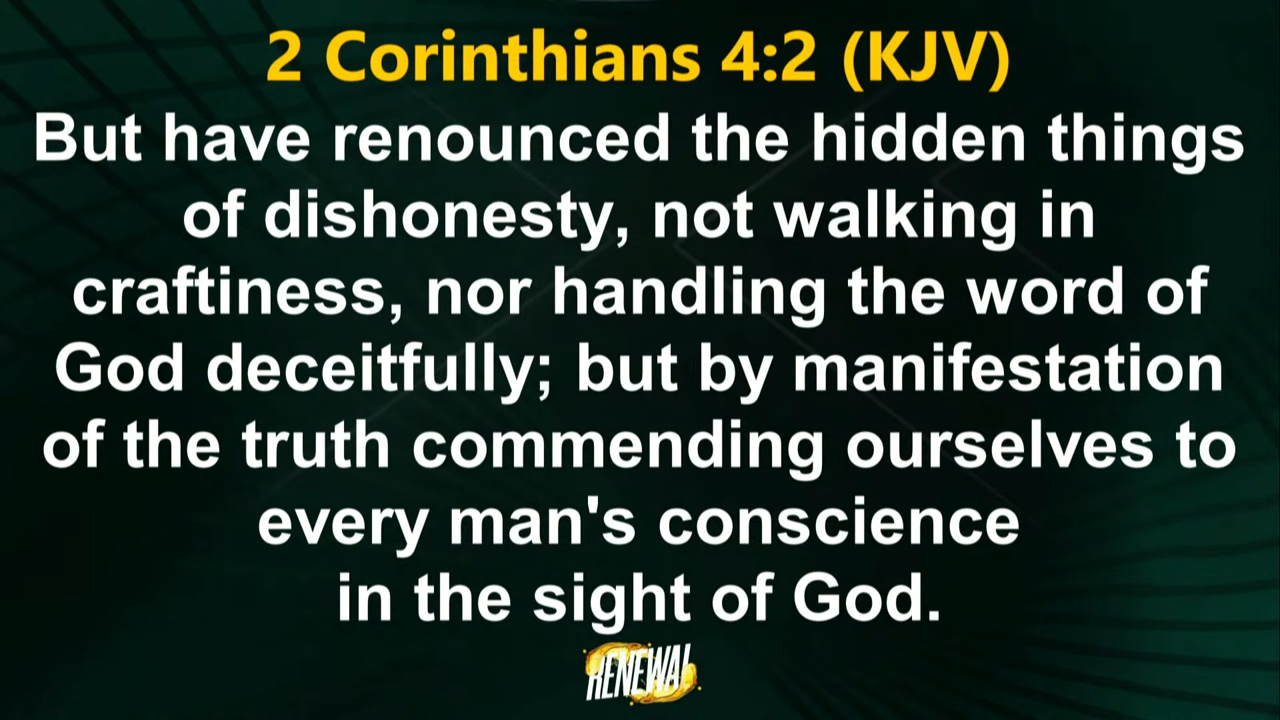 2 Corinthians 4:2 (KJV)
But have renounced the hidden things
of dishonesty, not walking in
craftiness, nor handling the word of
God deceitfully; but by manifestation
of the truth commending ourselves to
every man's conscience
in the sight of God.
RENEWAL